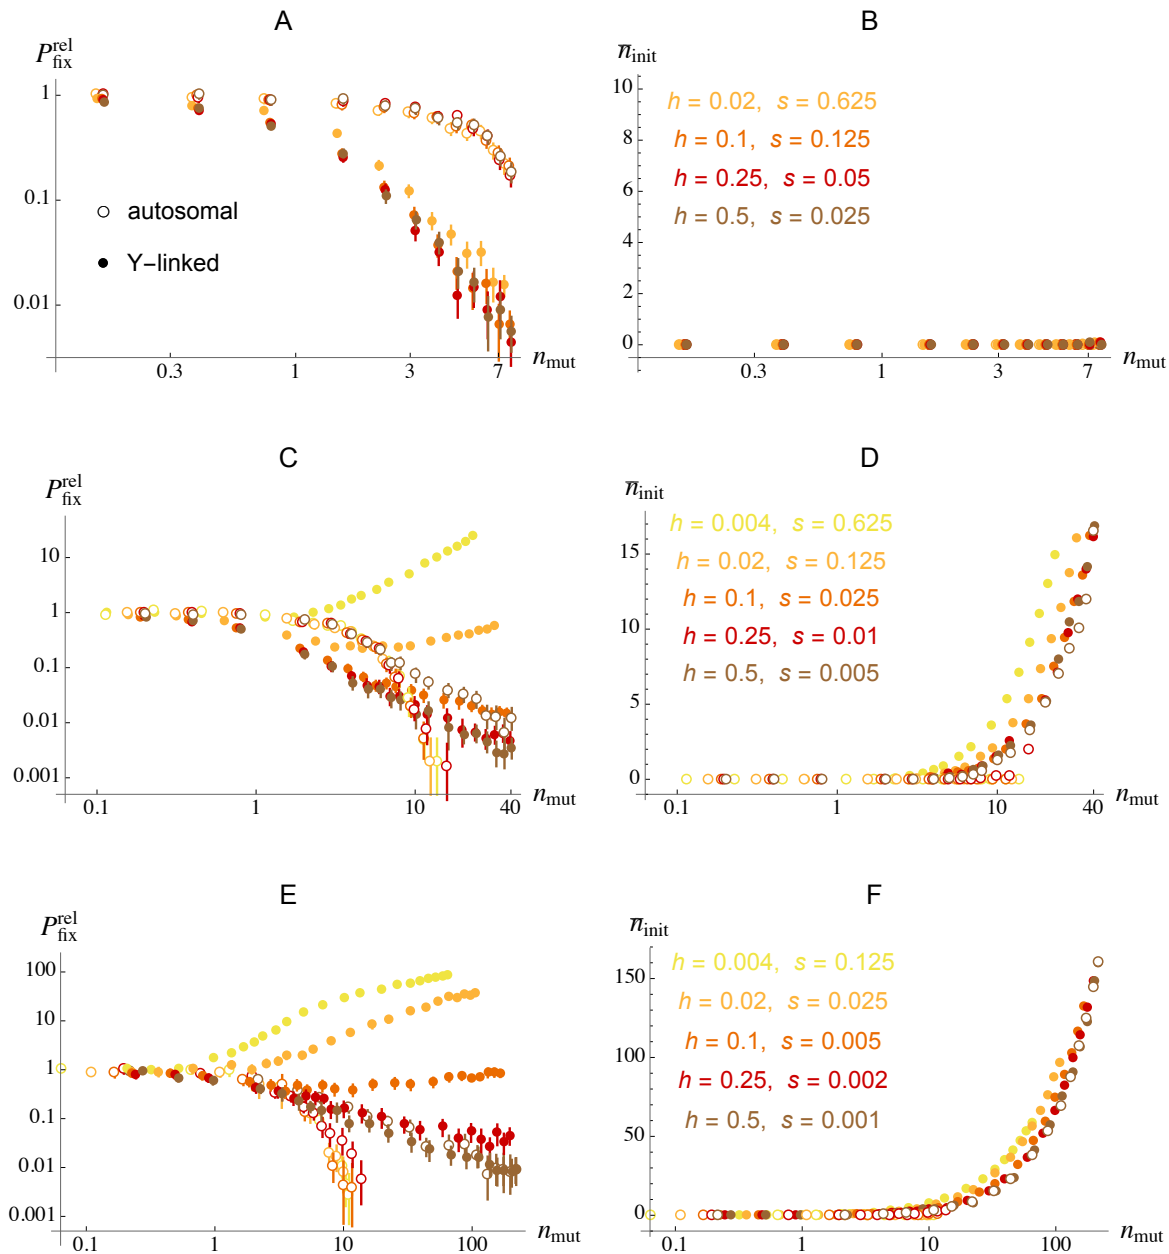 A
P_fix^rel
1
0.1
0.01
autosomal
Y−linked
0.3 1 3 7 n_mut
B
n̅_init
10
8
6
4
2
0
h = 0.02, s = 0.625
h = 0.1, s = 0.125
h = 0.25, s = 0.05
h = 0.5, s = 0.025
0.3 1 3 7 n_mut
C
P_fix^rel
10
1
0.1
0.01
0.001
0.1 1 10 40 n_mut
D
n̅_init
15
10
5
0
h = 0.004, s = 0.625
h = 0.02, s = 0.125
h = 0.1, s = 0.025
h = 0.25, s = 0.01
h = 0.5, s = 0.005
0.1 1 10 40 n_mut
E
P_fix^rel
100
10
1
0.1
0.01
0.001
0.1 1 10 100 n_mut
F
n̅_init
150
100
50
0
h = 0.004, s = 0.125
h = 0.02, s = 0.025
h = 0.1, s = 0.005
h = 0.25, s = 0.002
h = 0.5, s = 0.001
0.1 1 10 100 n_mut